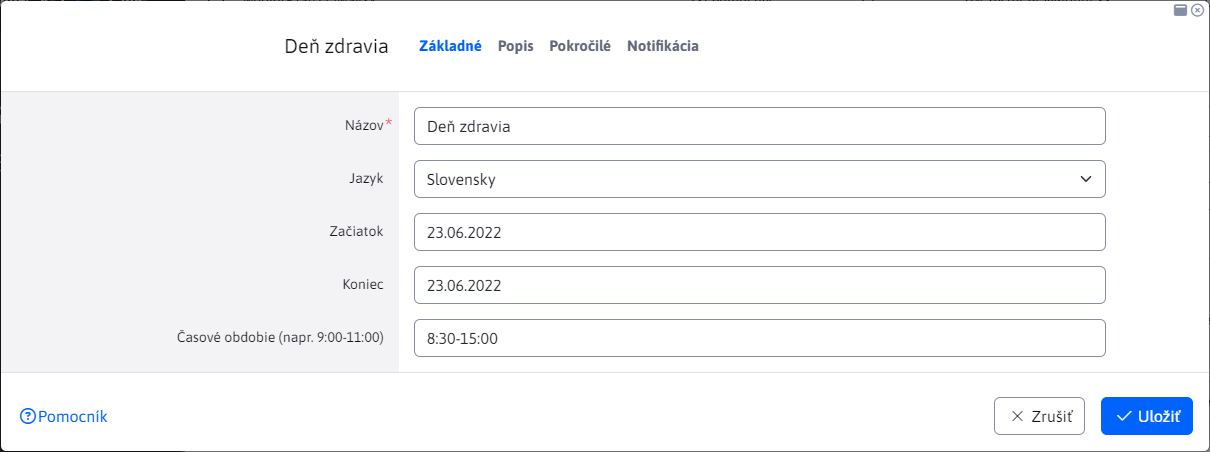 Deň zdravia
Základné Popis Pokročilé Notifikácia
Názov* Deň zdravia
Jazyk Slovensky
Začiatok 23.06.2022
Koniec 23.06.2022
Časové obdobie (napr. 9:00-11:00) 8:30-15:00
Pomocník
Zrušiť
Uložiť